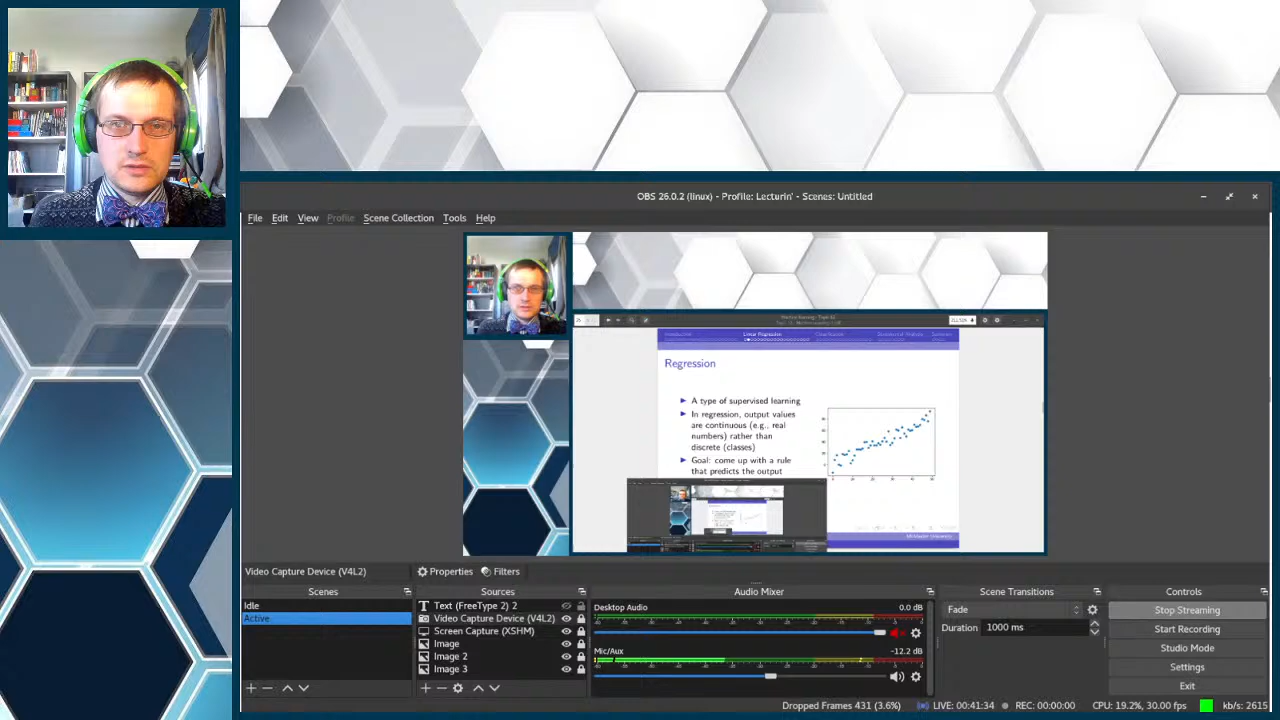 OBS 26.0.2 (linux) - Profile: Lecturin' - Scenes: Untitled
File Edit View Profile Scene Collection Tools Help
Linear Regression
Regression
A type of supervised learning
In regression, output values
are continuous (e.g., real
numbers) rather than
discrete (classes)
Goal: come up with a rule
that predicts the output
McMaster University
Video Capture Device (V4L2) Properties Filters
Scenes Sources Audio Mixer Scene Transitions Controls
Idle
Active
Text (FreeType 2) 2
Video Capture Device (V4L2)
Screen Capture (XSHM)
Image
Image 2
Image 3
Desktop Audio 0.0 dB
Mic/Aux -12.2 dB
Fade
Duration 1000 ms
Stop Streaming
Start Recording
Studio Mode
Settings
Exit
Dropped Frames 431 (3.6%) LIVE: 00:41:34 REC: 00:00:00 CPU: 19.2%, 30.00 fps kb/s: 2615